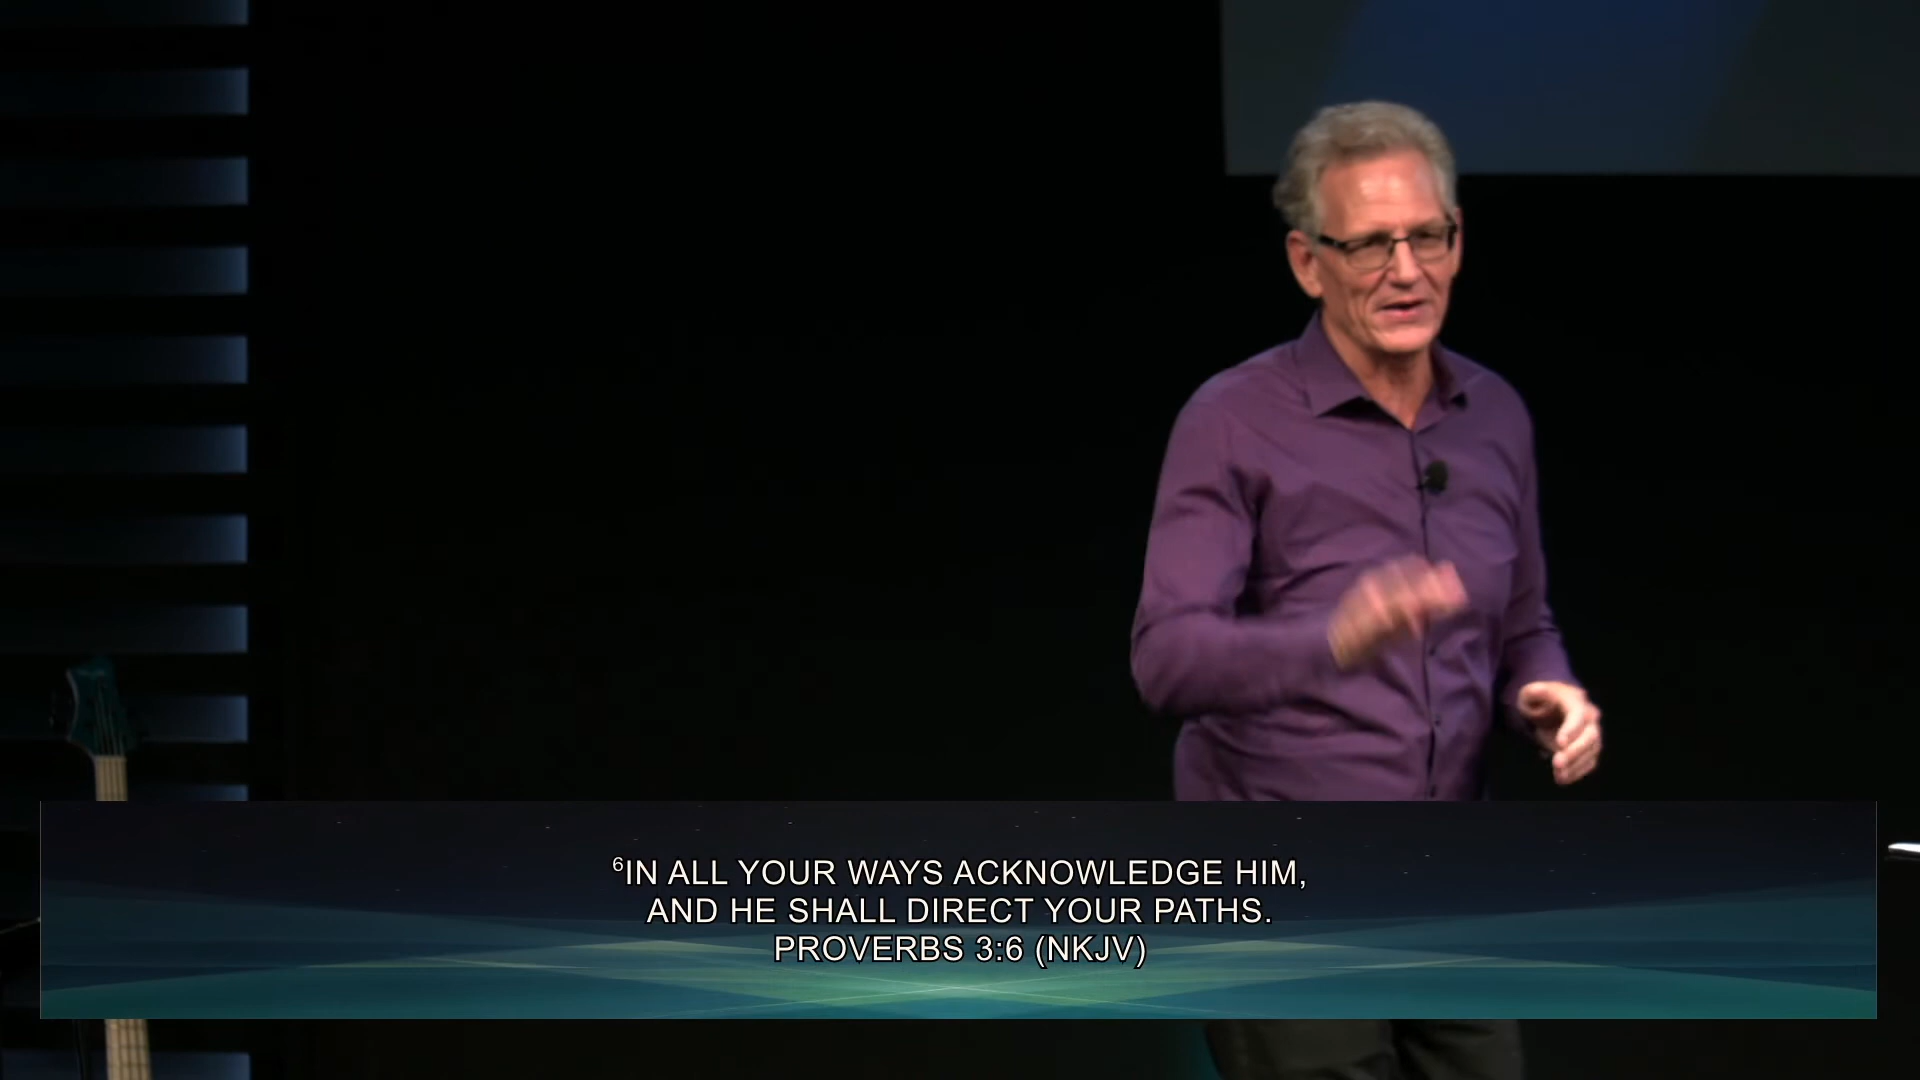 ⁶IN ALL YOUR WAYS ACKNOWLEDGE HIM,
AND HE SHALL DIRECT YOUR PATHS.
PROVERBS 3:6 (NKJV)